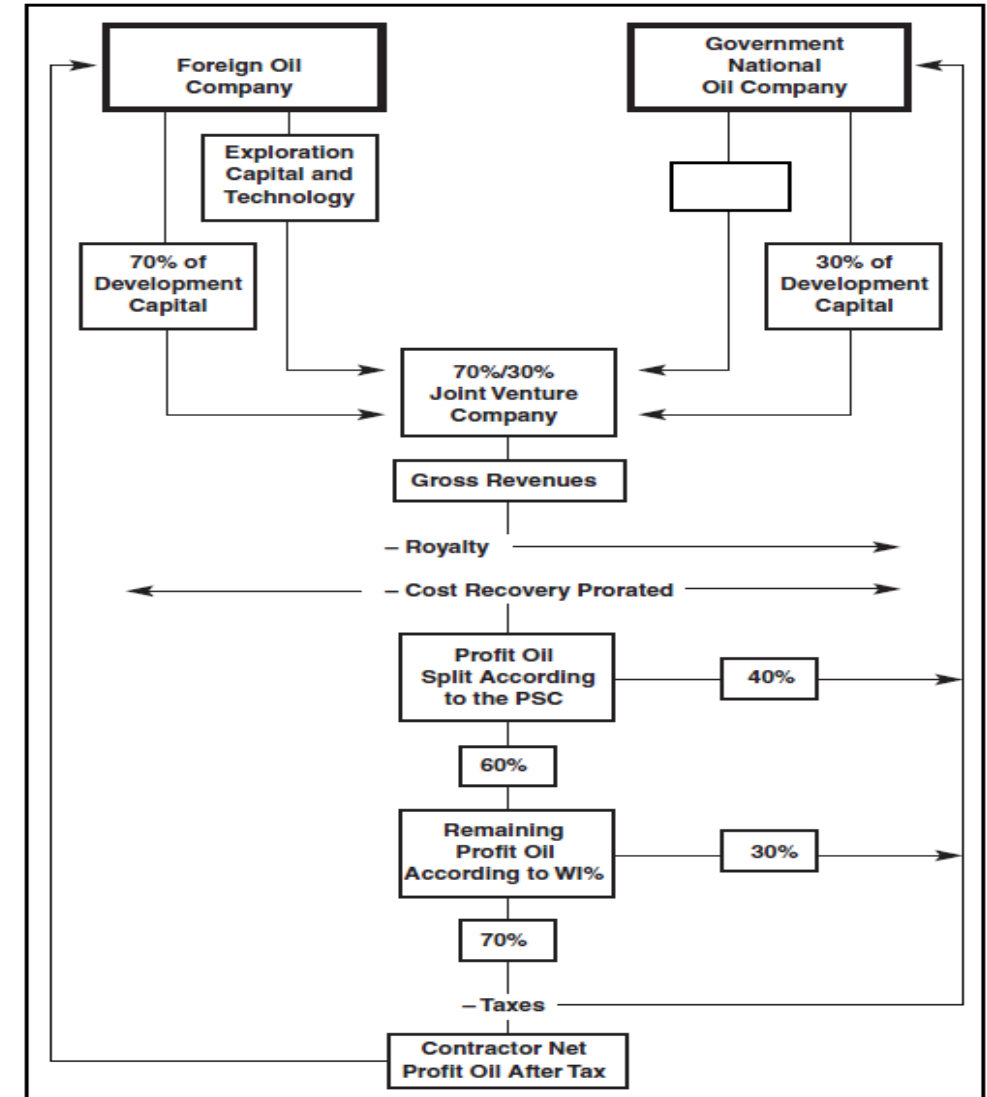 Foreign Oil
Company
Government
National
Oil Company
Exploration
Capital and
Technology
70% of
Development
Capital
30% of
Development
Capital
70%/30%
Joint Venture
Company
Gross Revenues
– Royalty
– Cost Recovery Prorated
Profit Oil
Split According
to the PSC
40%
60%
Remaining
Profit Oil
According to WI%
30%
70%
– Taxes
Contractor Net
Profit Oil After Tax